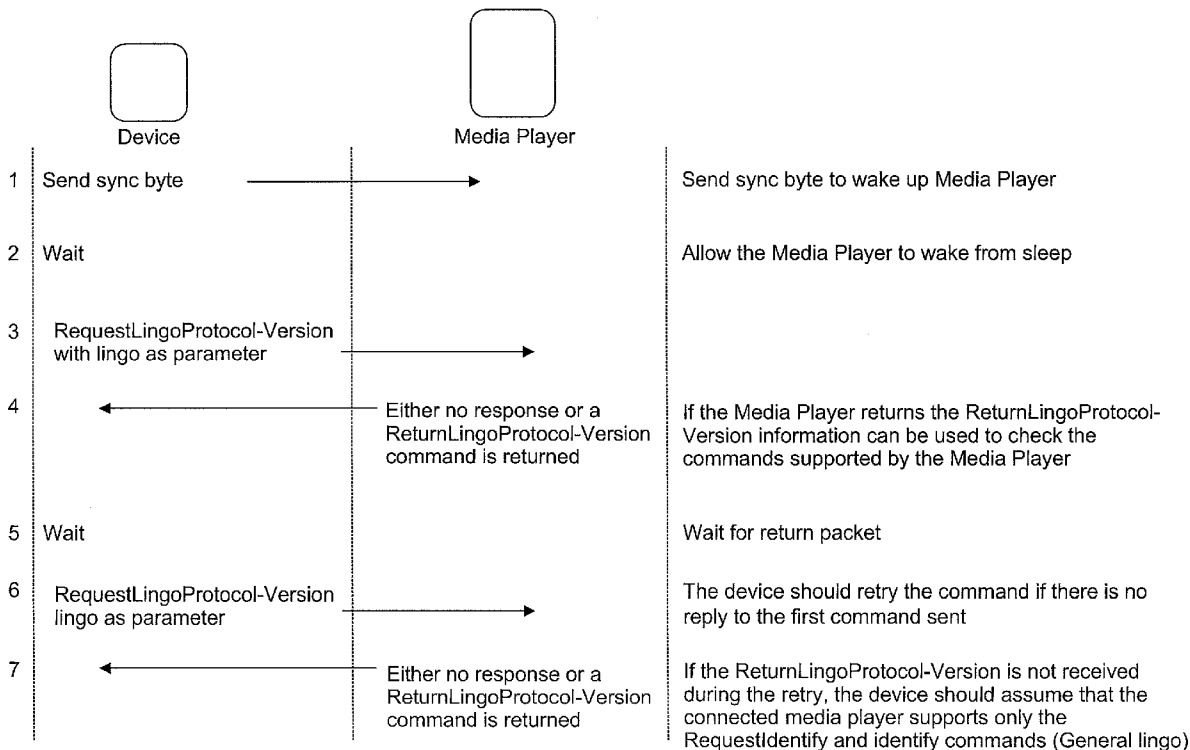 Device
Media Player
1
Send sync byte
Send sync byte to wake up Media Player
2
Wait
Allow the Media Player to wake from sleep
3
RequestLingoProtocol-Version
with lingo as parameter
4
Either no response or a
ReturnLingoProtocol-Version
command is returned
If the Media Player returns the ReturnLingoProtocol-
Version information can be used to check the
commands supported by the Media Player
5
Wait
Wait for return packet
6
RequestLingoProtocol-Version
lingo as parameter
The device should retry the command if there is no
reply to the first command sent
7
Either no response or a
ReturnLingoProtocol-Version
command is returned
If the ReturnLingoProtocol-Version is not received
during the retry, the device should assume that the
connected media player supports only the
RequestIdentify and identify commands (General lingo)